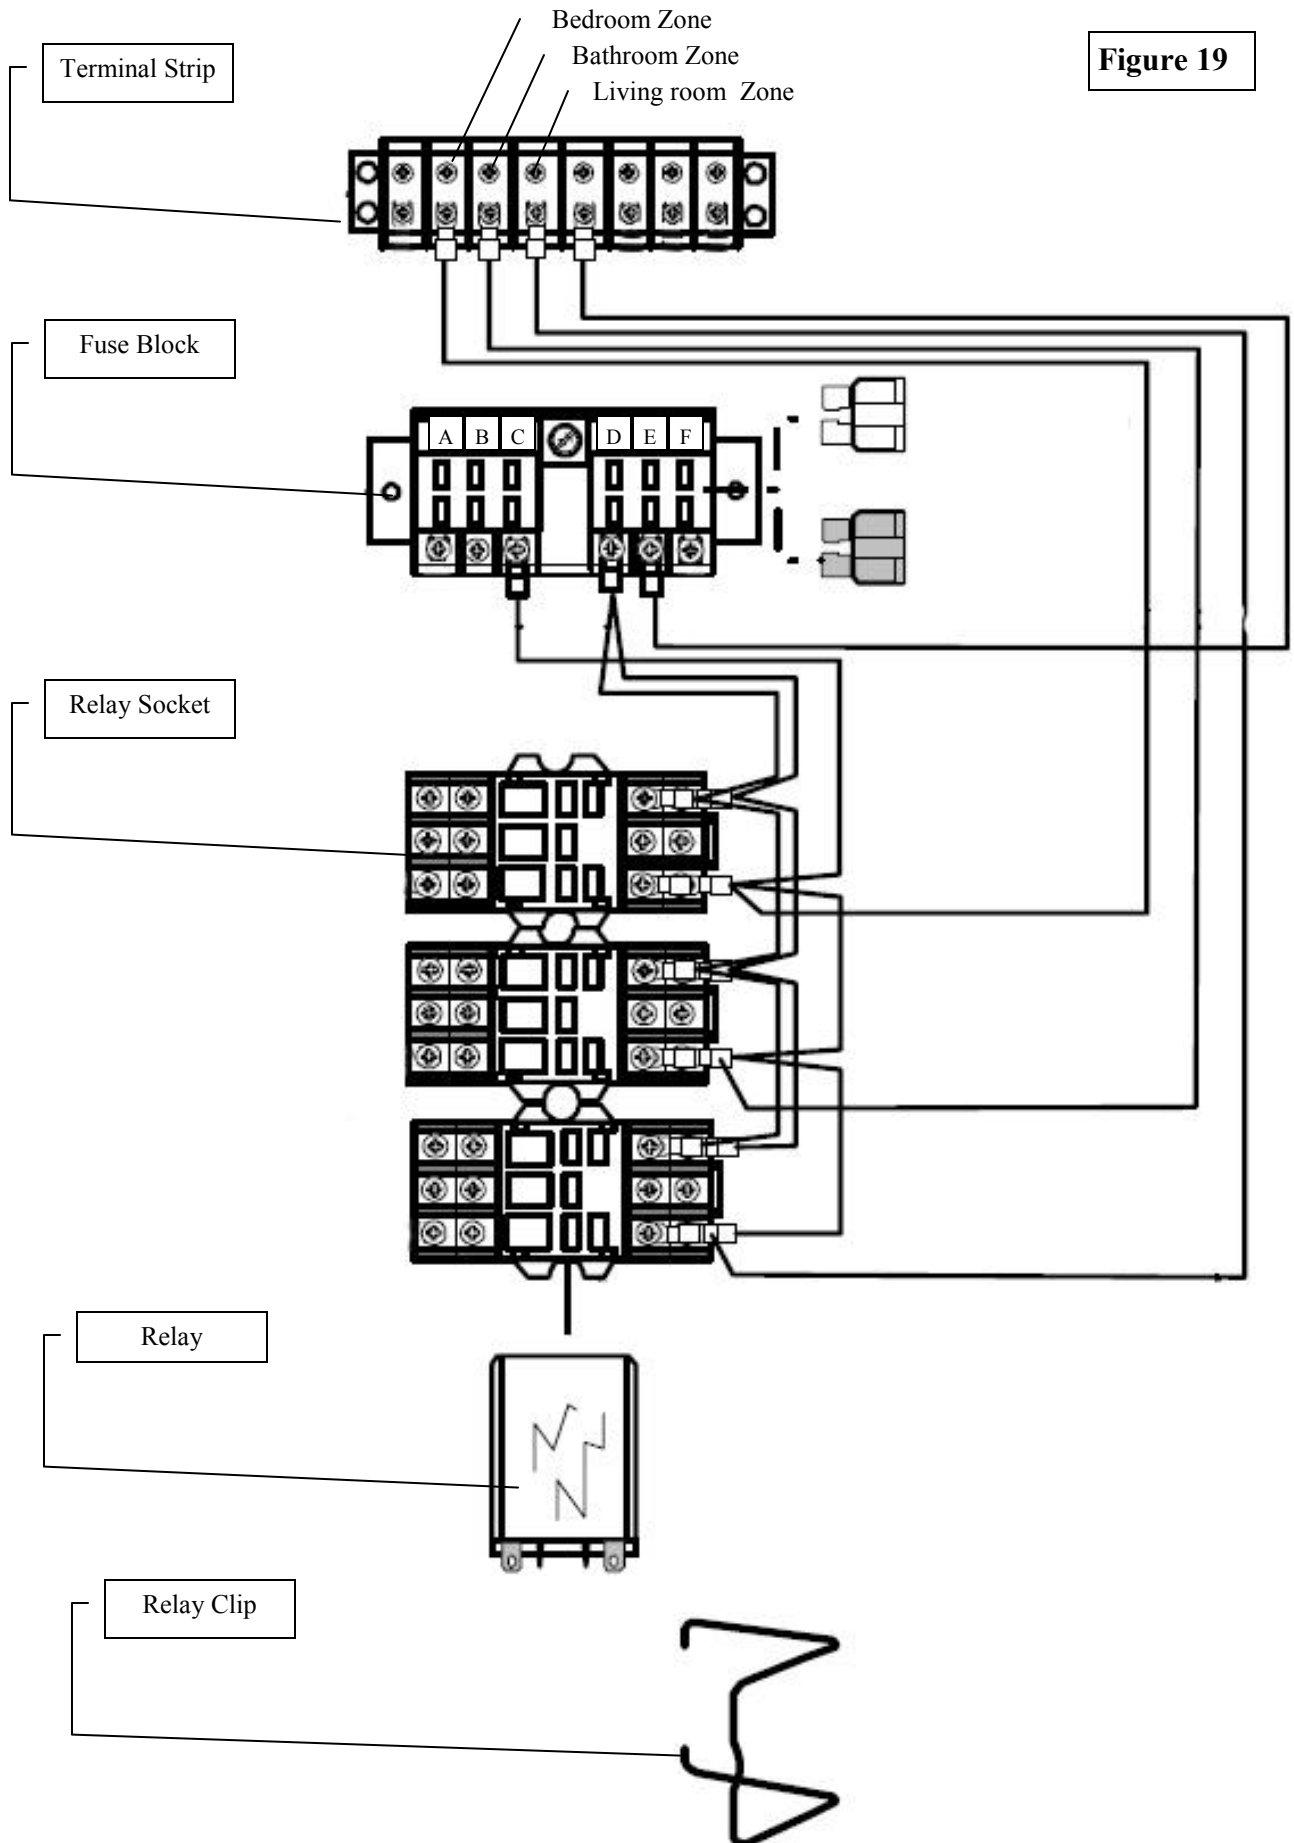 Bedroom Zone
Bathroom Zone
Living room  Zone
Figure 19
Terminal Strip
Fuse Block
A B C D E F
Relay Socket
Relay
Relay Clip